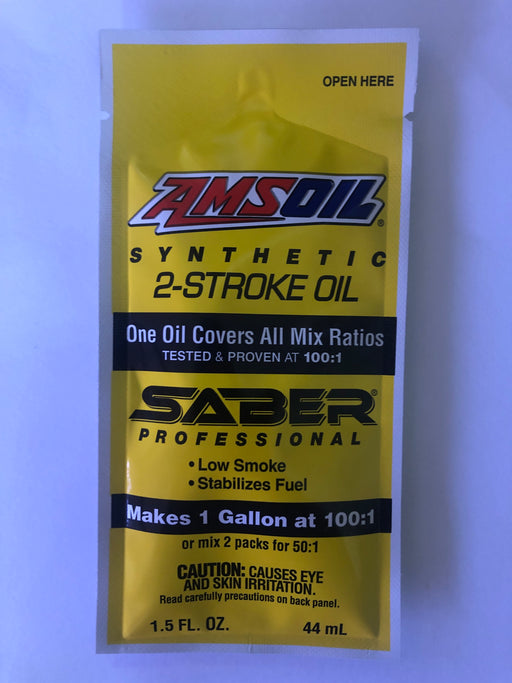 OPEN HERE
AMSOIL®
SYNTHETIC
2-STROKE OIL
One Oil Covers All Mix Ratios
TESTED & PROVEN AT 100:1
SABER®
PROFESSIONAL
• Low Smoke
• Stabilizes Fuel
Makes 1 Gallon at 100:1
or mix 2 packs for 50:1
CAUTION: CAUSES EYE
AND SKIN IRRITATION.
Read carefully precautions on back panel.
1.5 FL. OZ. 44 mL